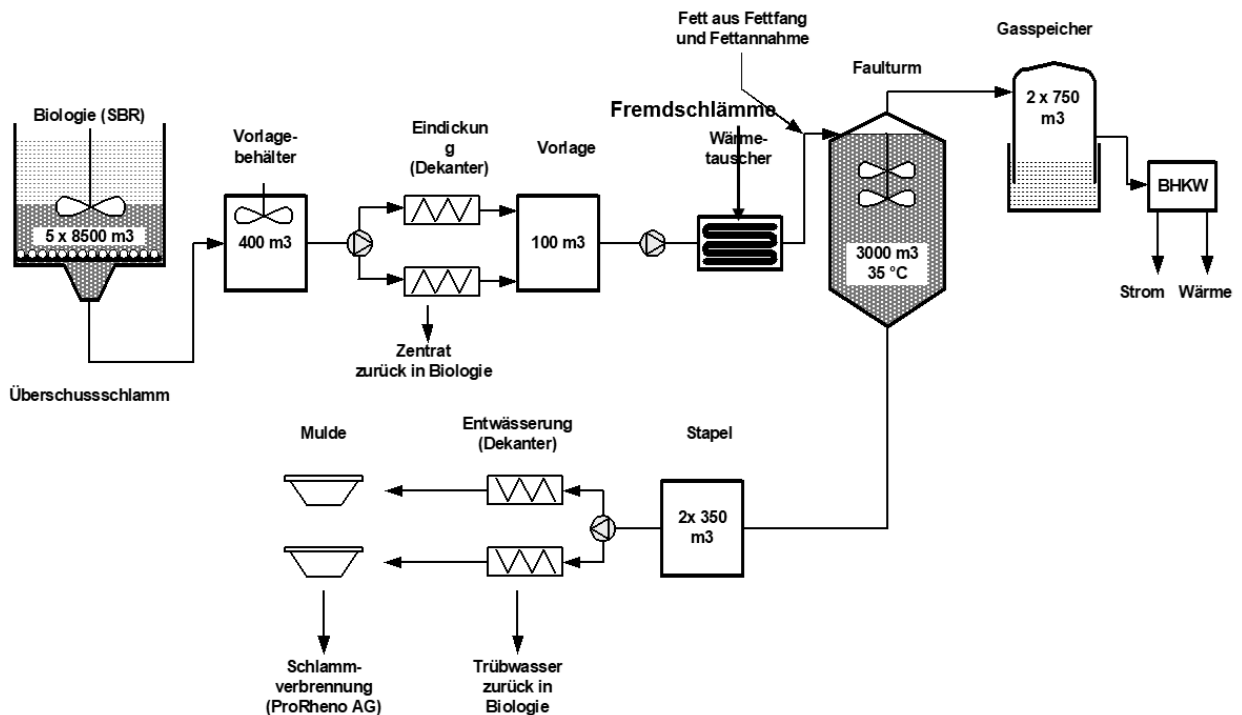 Fett aus Fettfang
und Fettannahme
Gasspeicher
Faulturm
2 x 750
m3
Biologie (SBR)
Vorlage-
behälter
Eindickun
g
(Dekanter)
Vorlage
Fremdschlämme
Wärme-
tauscher
BHKW
5 x 8500 m3
400 m3
100 m3
3000 m3
35 °C
Strom
Wärme
Zentrat
zurück in Biologie
Überschussschlamm
Mulde
Entwässerung
(Dekanter)
Stapel
2x 350
m3
Schlamm-
verbrennung
(ProRheno AG)
Trübwasser
zurück in
Biologie